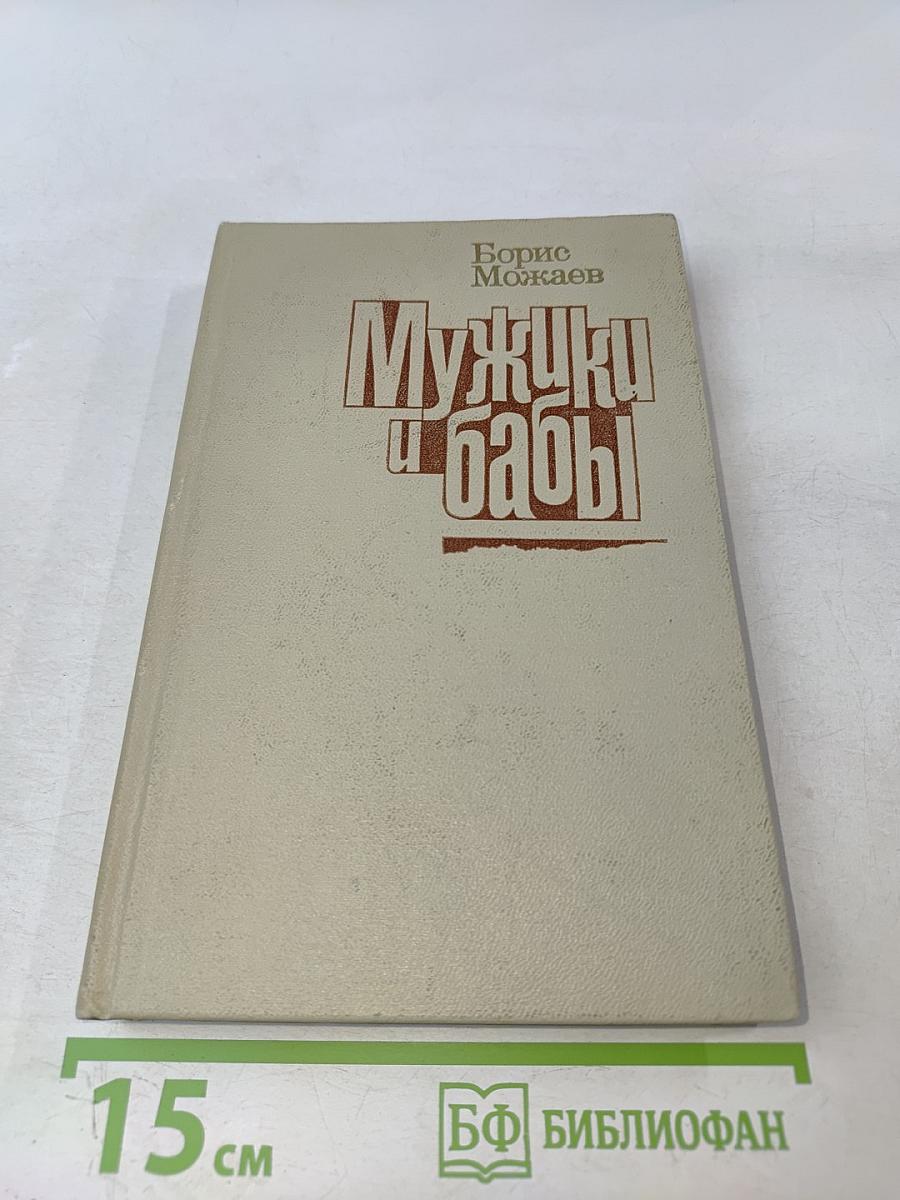 Борис
Можаев
Мужики
и бабы
15 см
БФ БИБЛИОФАН